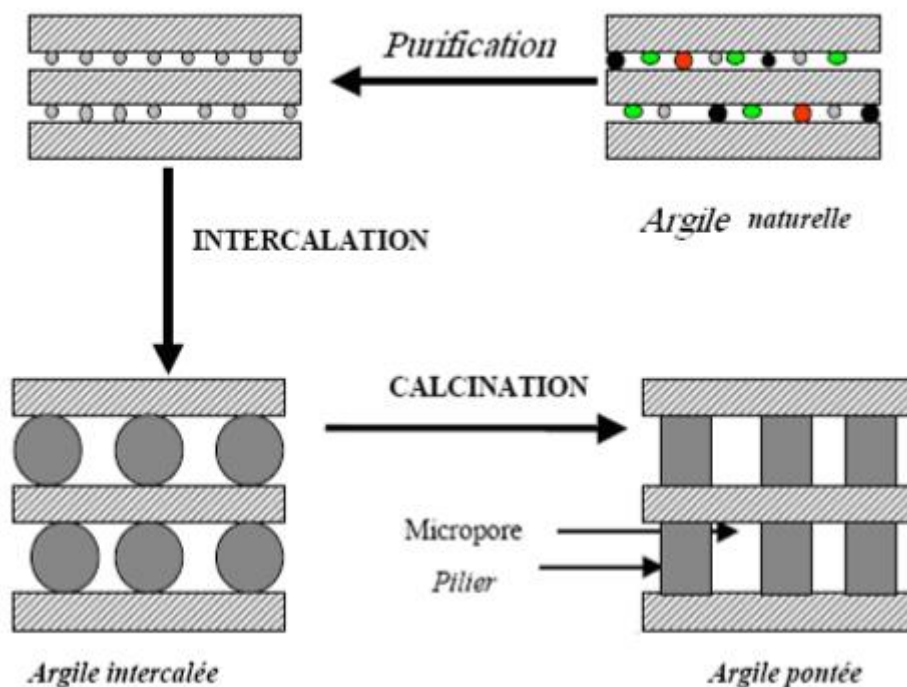 Purification
Argile naturelle
INTERCALATION
CALCINATION
Micropore
Pilier
Argile intercalée
Argile pontée